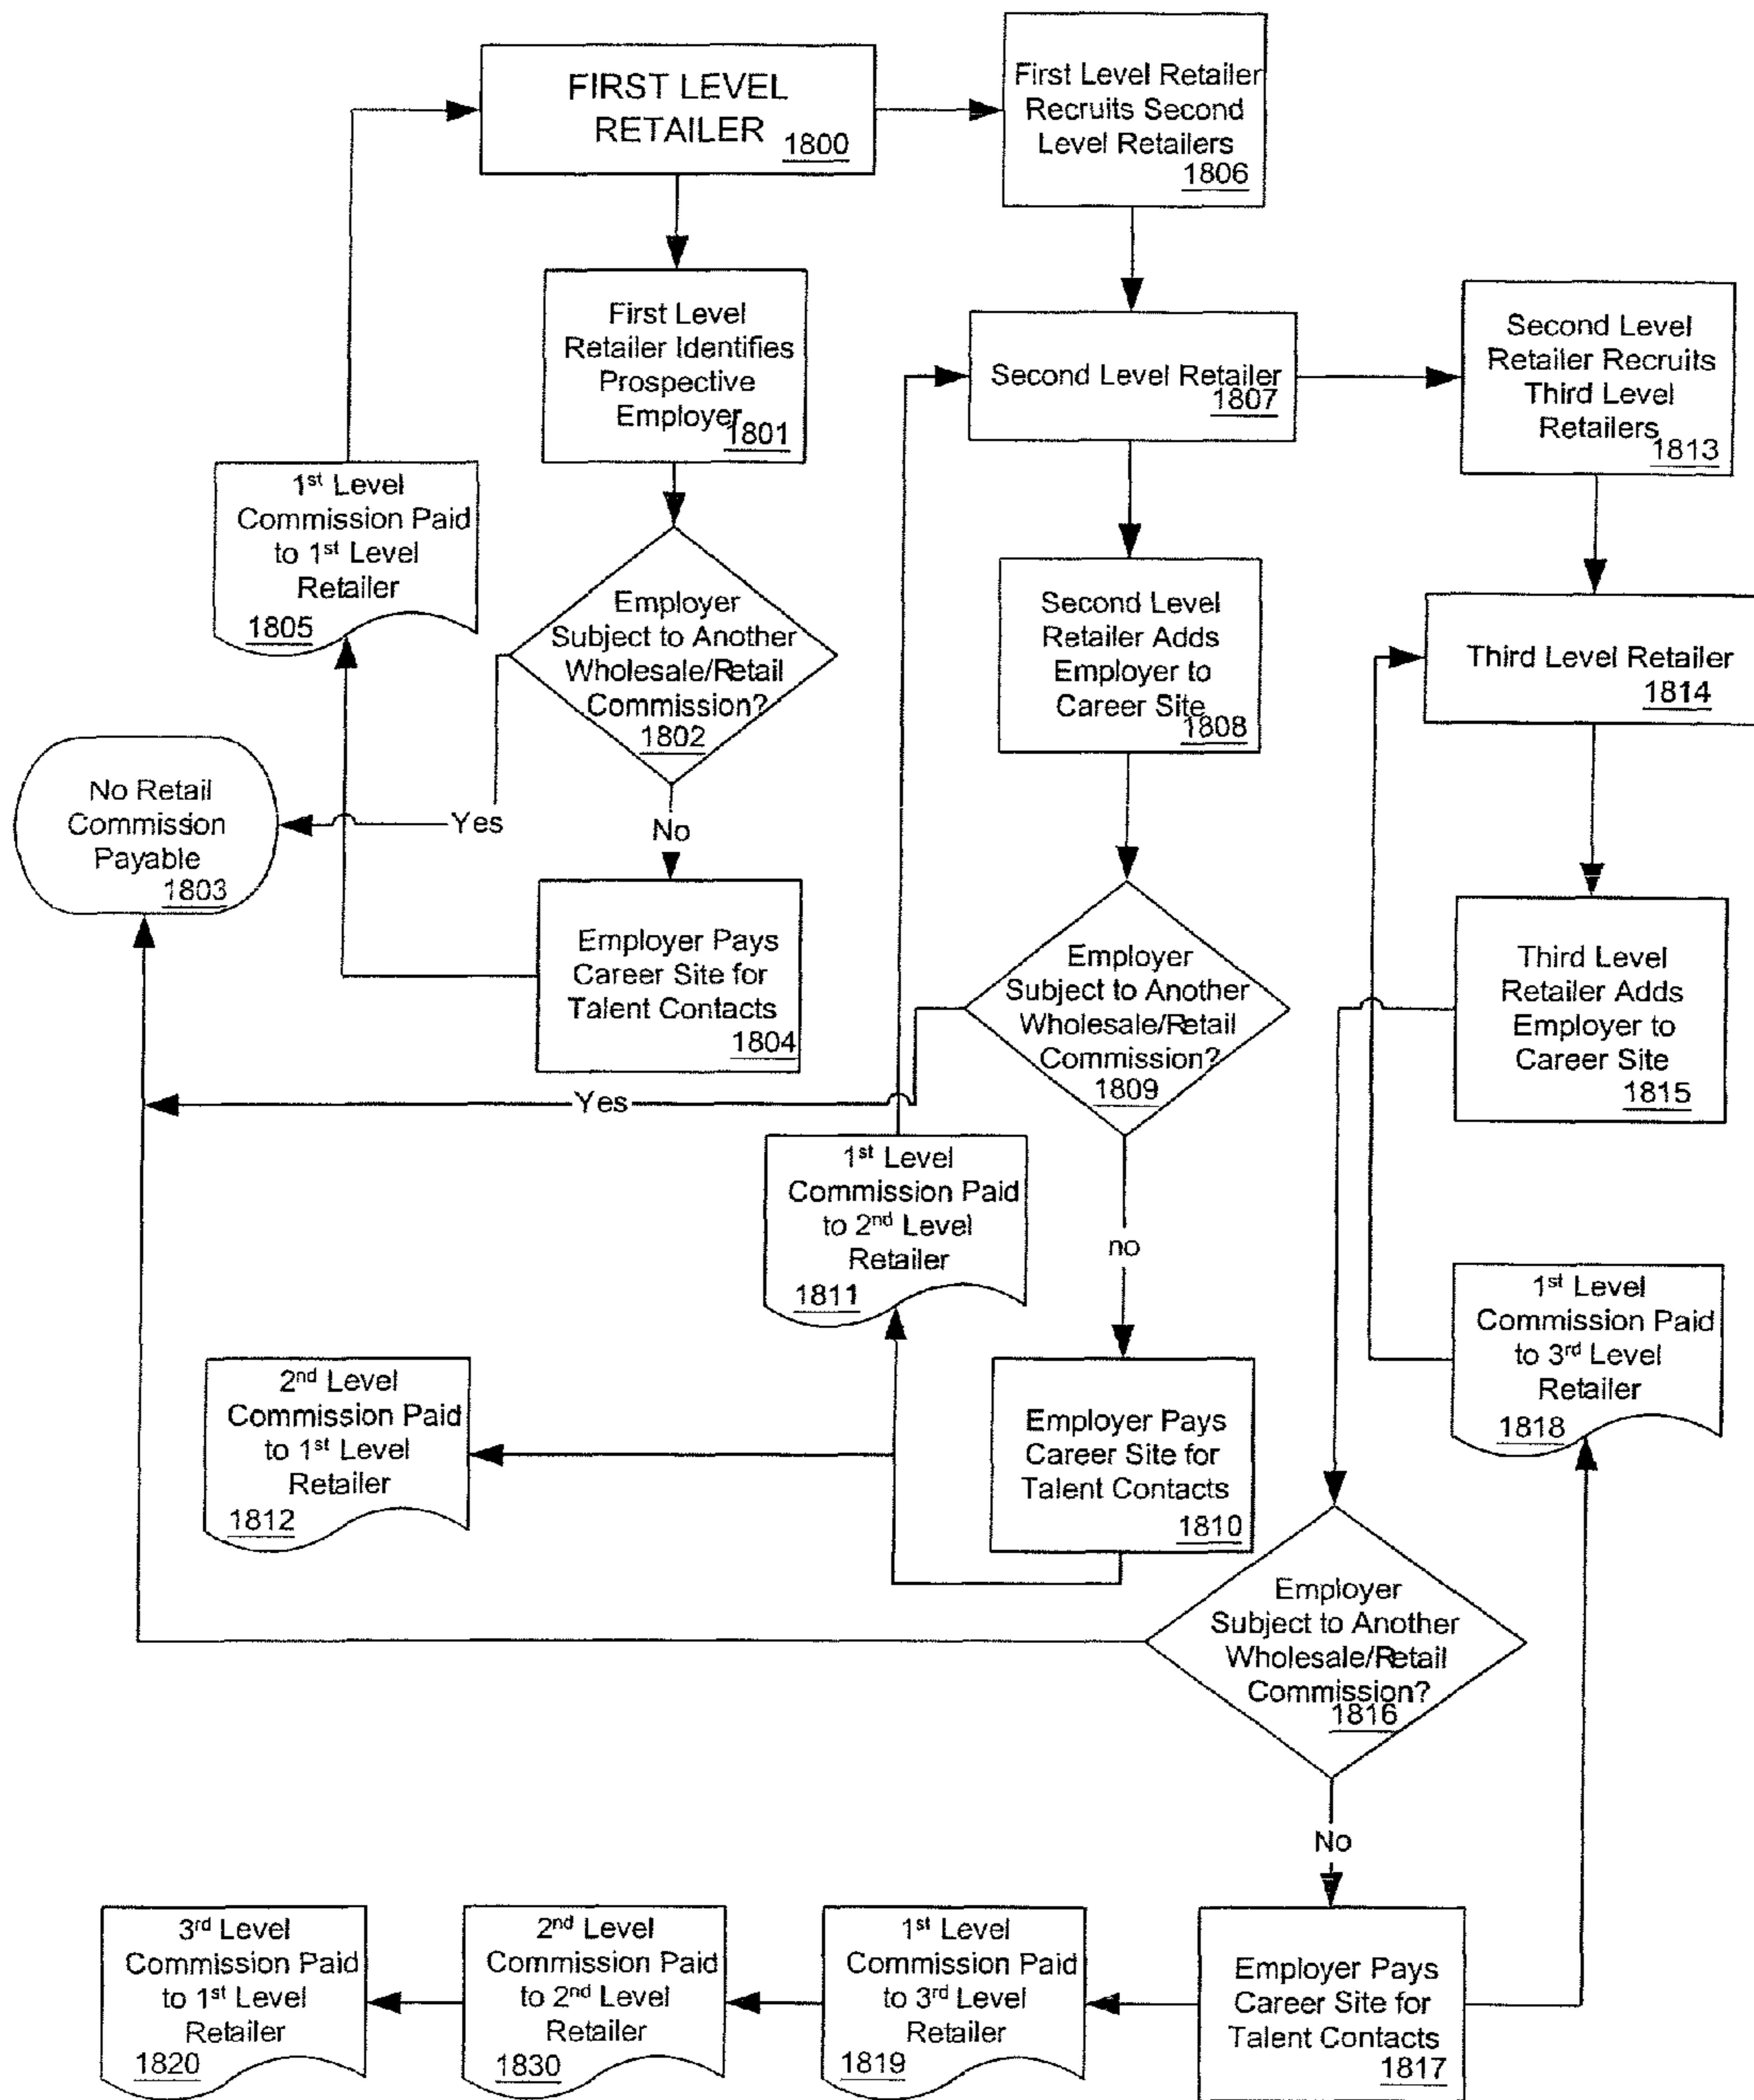 FIRST LEVEL
RETAILER
1800
First Level Retailer
Recruits Second
Level Retailers
1806
First Level
Retailer Identifies
Prospective
Employer
1801
Second Level Retailer
1807
Second Level
Retailer Recruits
Third Level
Retailers
1813
1st Level
Commission Paid
to 1st Level
Retailer
1805
Employer
Subject to Another
Wholesale/Retail
Commission?
1802
Second Level
Retailer Adds
Employer to
Career Site
1808
Third Level Retailer
1814
No Retail
Commission
Payable
1803
Yes
No
Employer Pays
Career Site for
Talent Contacts
1804
Employer
Subject to Another
Wholesale/Retail
Commission?
1809
Third Level
Retailer Adds
Employer to
Career Site
1815
Yes
1st Level
Commission Paid
to 2nd Level
Retailer
1811
no
1st Level
Commission Paid
to 3rd Level
Retailer
1818
2nd Level
Commission Paid
to 1st Level
Retailer
1812
Employer Pays
Career Site for
Talent Contacts
1810
Employer
Subject to Another
Wholesale/Retail
Commission?
1816
No
3rd Level
Commission Paid
to 1st Level
Retailer
1820
2nd Level
Commission Paid
to 2nd Level
Retailer
1830
1st Level
Commission Paid
to 3rd Level
Retailer
1819
Employer Pays
Career Site for
Talent Contacts
1817